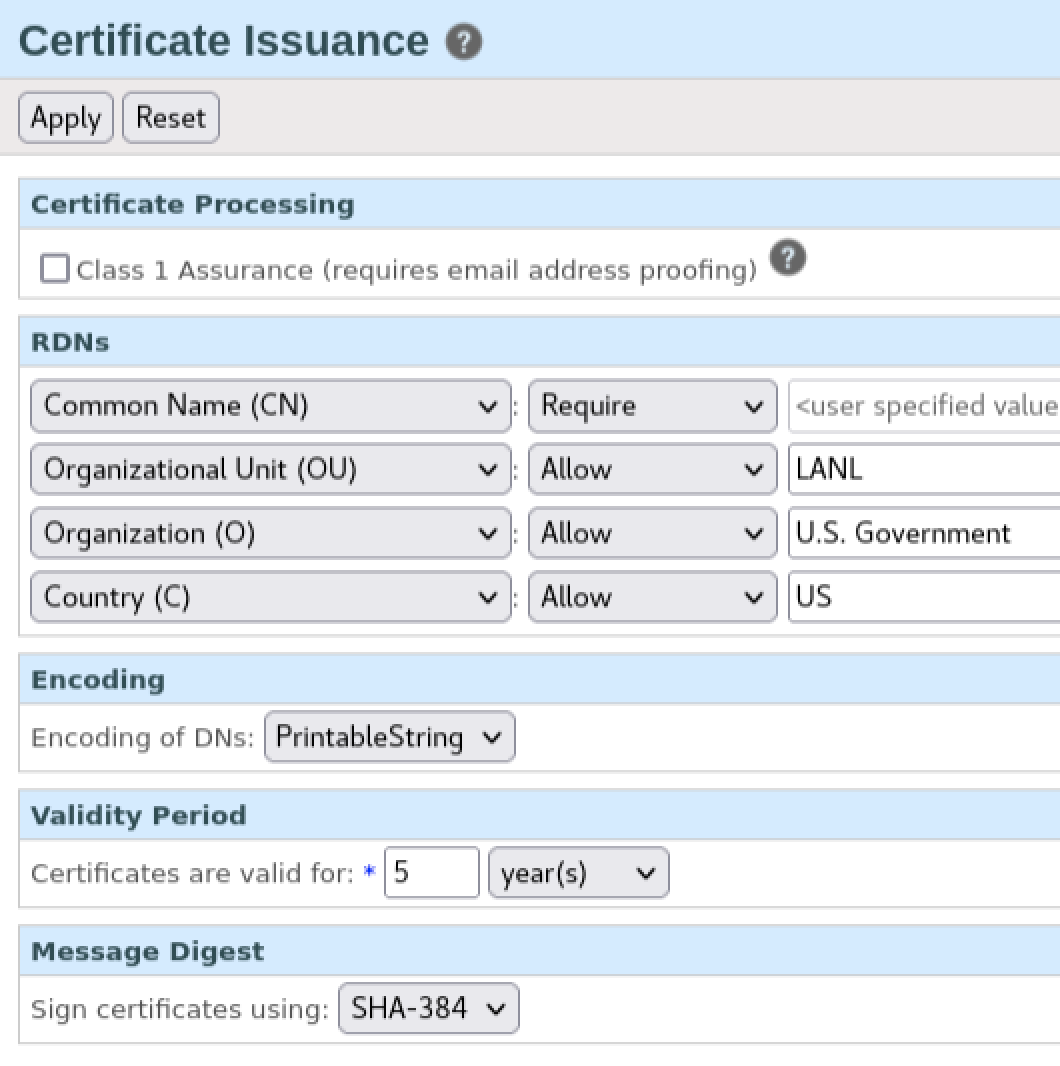 Certificate Issuance ?
Apply Reset
Certificate Processing
Class 1 Assurance (requires email address proofing) ?
RDNs
Common Name (CN) : Require <user specified value
Organizational Unit (OU) : Allow LANL
Organization (O) : Allow U.S. Government
Country (C) : Allow US
Encoding
Encoding of DNs: PrintableString
Validity Period
Certificates are valid for: * 5 year(s)
Message Digest
Sign certificates using: SHA-384